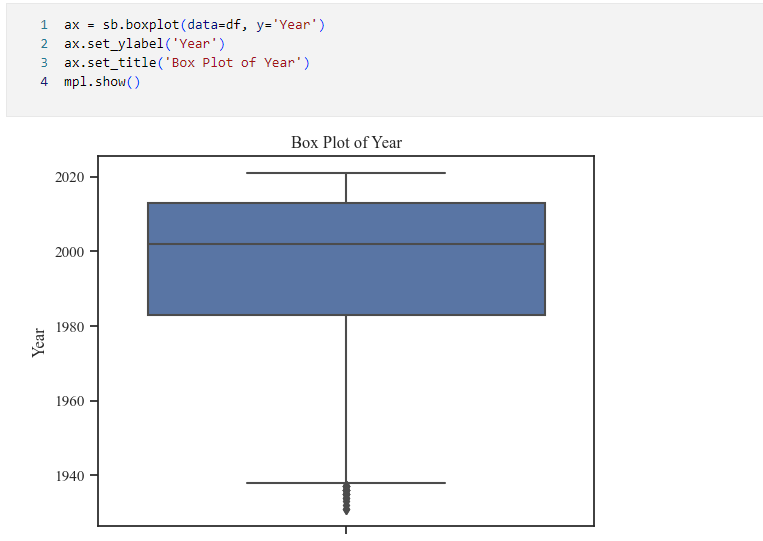 1 ax = sb.boxplot(data=df, y='Year')
2 ax.set_ylabel('Year')
3 ax.set_title('Box Plot of Year')
4 mpl.show()
Box Plot of Year
2020
2000
1980
Year
1960
1940